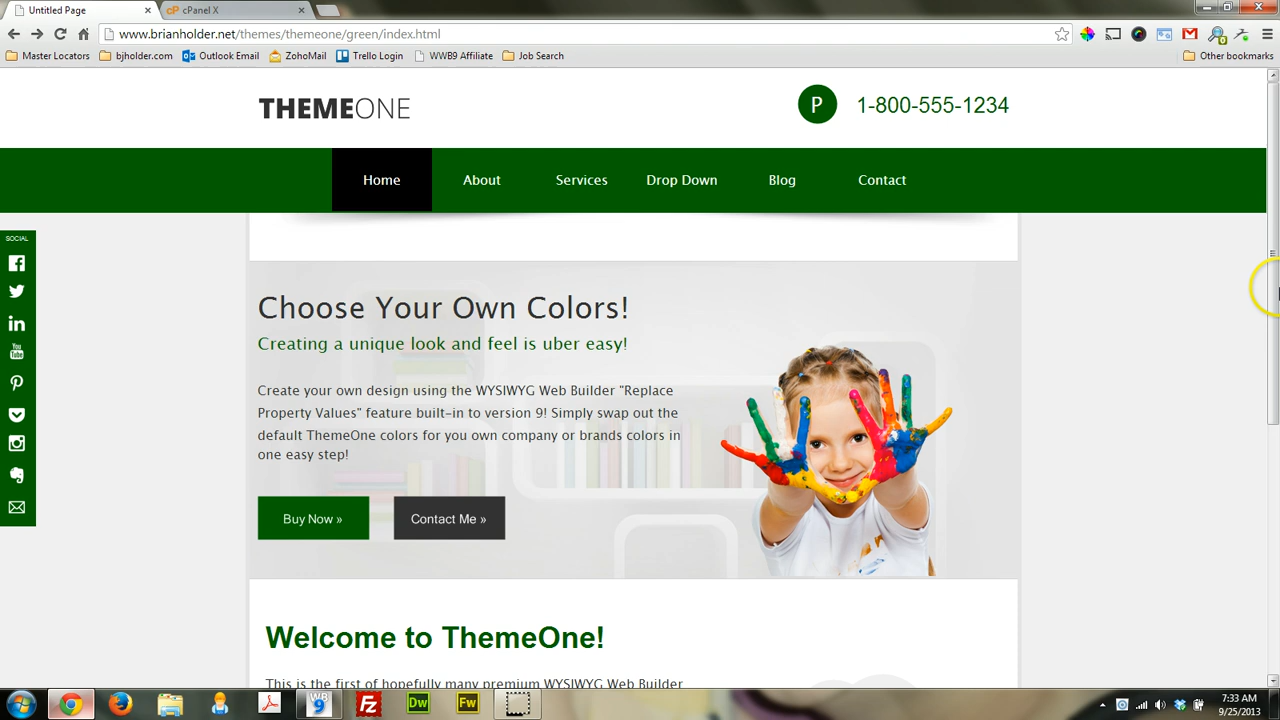 Untitled Page
cPanel X
www.brianholder.net/themes/themeone/green/index.html
Master Locators
bjholder.com
Outlook Email
ZohoMail
Trello Login
WWB9 Affiliate
Job Search
Other bookmarks
THEMEONE
P
1-800-555-1234
Home
About
Services
Drop Down
Blog
Contact
SOCIAL
Choose Your Own Colors!
Creating a unique look and feel is uber easy!
Create your own design using the WYSIWYG Web Builder "Replace
Property Values" feature built-in to version 9! Simply swap out the
default ThemeOne colors for you own company or brands colors in
one easy step!
Buy Now »
Contact Me »
Welcome to ThemeOne!
This is the first of hopefully many premium WYSIWYG Web Builder
7:33 AM
9/25/2013